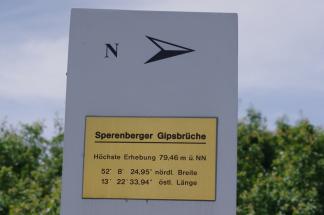 N
Sperenberger Gipsbrüche
Höchste Erhebung 79,46 m ü. NN
52° 8' 24,95" nördl. Breite
13° 22' 33,94" östl. Länge